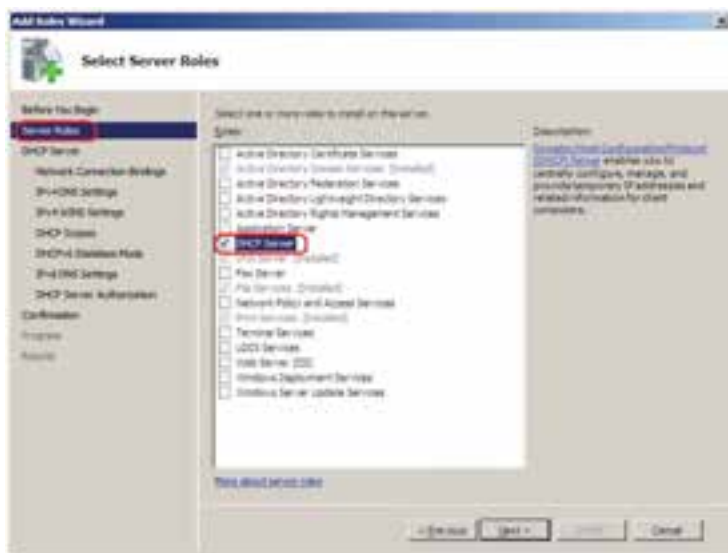 Add Roles Wizard
Select Server Roles
Before You Begin
Server Roles
DHCP Server
Network Connection Bindings
IPv4 DNS Settings
IPv4 WINS Settings
DHCP Scopes
DHCPv6 Stateless Mode
IPv6 DNS Settings
DHCP Server Authorization
Confirmation
Progress
Results
Select one or more roles to install on this server.
Roles:
Active Directory Certificate Services
Active Directory Domain Services (Installed)
Active Directory Federation Services
Active Directory Lightweight Directory Services
Active Directory Rights Management Services
Application Server
DHCP Server
DNS Server (Installed)
Fax Server
File Services (Installed)
Network Policy and Access Services
Print Services (Installed)
Terminal Services
UDDI Services
Web Server (IIS)
Windows Deployment Services
Windows Server Update Services
More about server roles
Description:
Dynamic Host Configuration Protocol
(DHCP) Server enables you to
centrally configure, manage, and
provide temporary IP addresses and
related information for client
computers.
< Previous
Next >
Install
Cancel